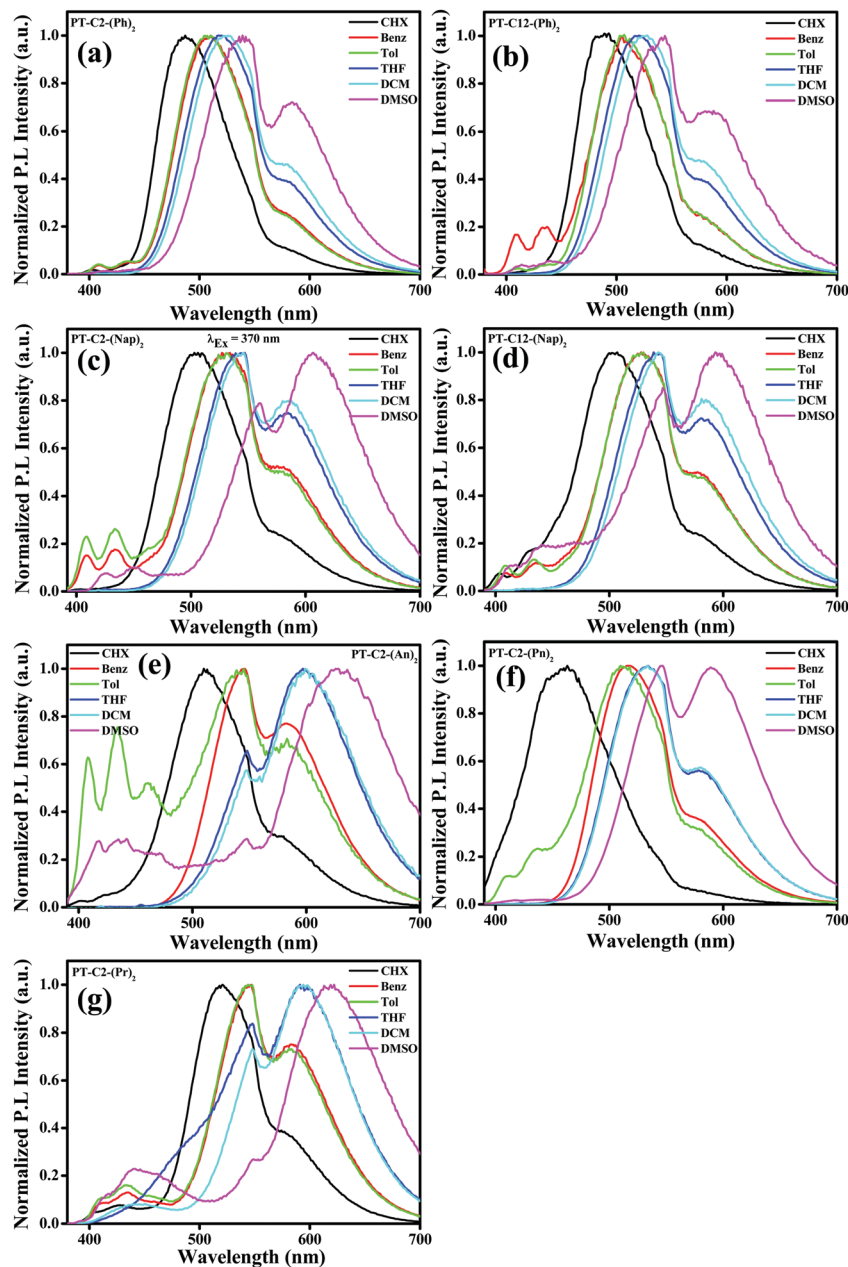 PT-C2-(Ph)2
(a)
CHX
Benz
Tol
THF
DCM
DMSO
Normalized P.L Intensity (a.u.)
1.0
0.8
0.6
0.4
0.2
0.0
400 500 600 700
Wavelength (nm)
PT-C12-(Ph)2
(b)
CHX
Benz
Tol
THF
DCM
DMSO
Normalized P.L Intensity (a.u.)
1.0
0.8
0.6
0.4
0.2
0.0
400 500 600 700
Wavelength (nm)
PT-C2-(Nap)2
λEx = 370 nm
(c)
CHX
Benz
Tol
THF
DCM
DMSO
Normalized P.L Intensity (a.u.)
1.0
0.8
0.6
0.4
0.2
0.0
400 500 600 700
Wavelength (nm)
PT-C12-(Nap)2
(d)
CHX
Benz
Tol
THF
DCM
DMSO
Normalized P.L Intensity (a.u.)
1.0
0.8
0.6
0.4
0.2
0.0
400 500 600 700
Wavelength (nm)
CHX
Benz
Tol
THF
DCM
DMSO
(e)
PT-C2-(An)2
Normalized P.L Intensity (a.u.)
1.0
0.8
0.6
0.4
0.2
0.0
400 500 600 700
Wavelength (nm)
PT-C2-(Pn)2
(f)
CHX
Benz
Tol
THF
DCM
DMSO
Normalized P.L Intensity (a.u.)
1.0
0.8
0.6
0.4
0.2
0.0
400 500 600 700
Wavelength (nm)
PT-C2-(Pr)2
(g)
CHX
Benz
Tol
THF
DCM
DMSO
Normalized P.L Intensity (a.u.)
1.0
0.8
0.6
0.4
0.2
0.0
400 500 600 700
Wavelength (nm)